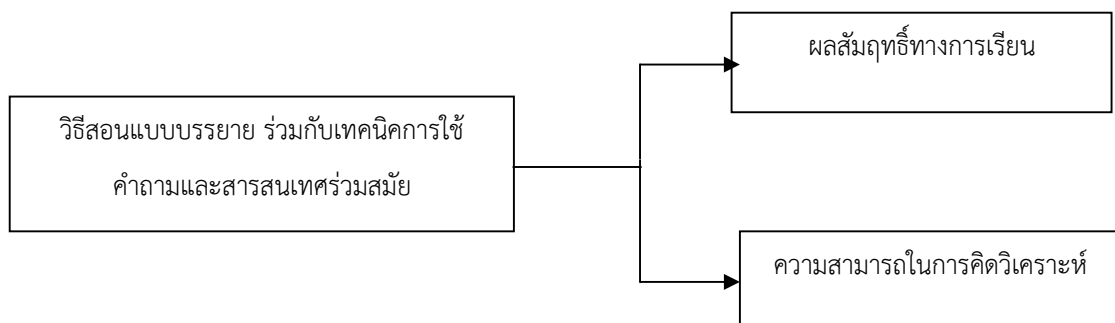 ผลสัมฤทธิ์ทางการเรียน
วิธีสอนแบบบรรยาย ร่วมกับเทคนิคการใช้
คำถามและสารสนเทศร่วมสมัย
ความสามารถในการคิดวิเคราะห์